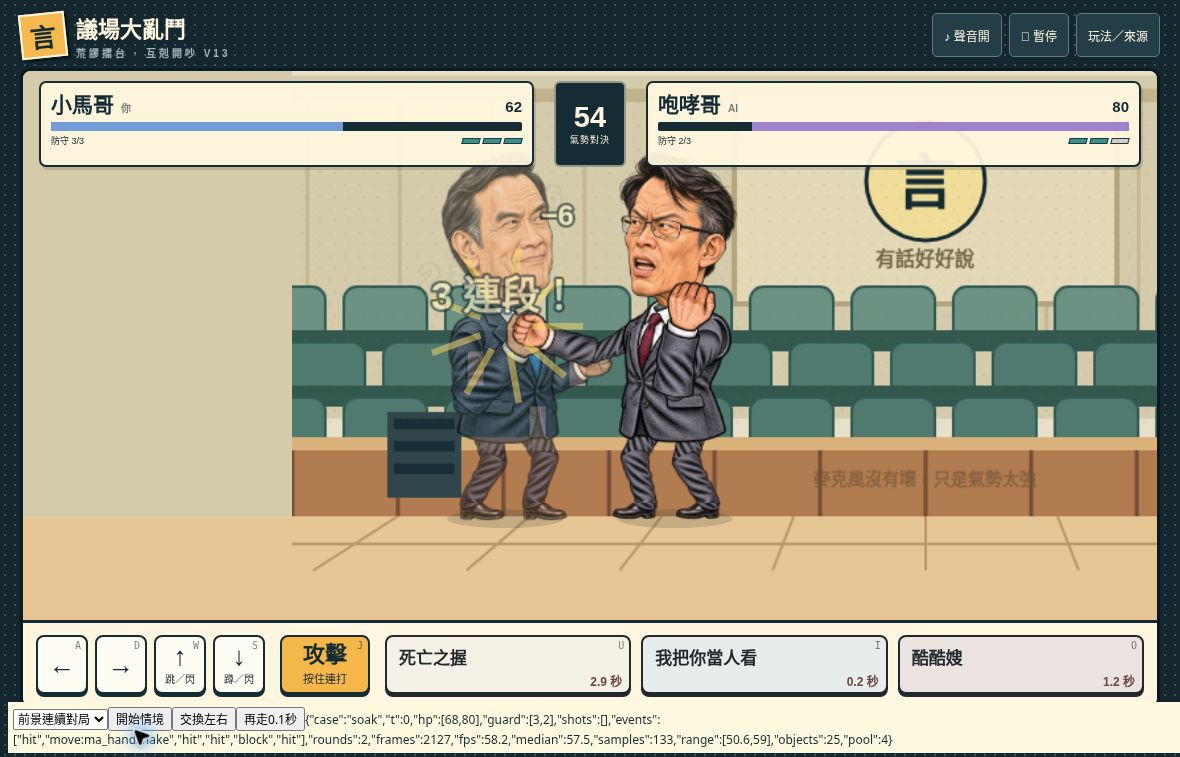 言 議場大亂鬥
荒謬擂台 · 互剋開吵 V13
♪ 聲音開
暫停
玩法／來源
小馬哥 你 62
防守 3/3
54
氣勢對決
咆哮哥 AI 80
防守 2/3
言
有話好好說
−6
3 連段！
麥克風沒有壞 只是氣勢太強
A
←
D
→
W
↑
跳／閃
S
↓
蹲／閃
J
攻擊
按住連打
U
死亡之握
2.9 秒
I
我把你當人看
0.2 秒
O
酷酷嫂
1.2 秒
前景連續對局 開始情境 交換左右 再走0.1秒 {"case":"soak","t":0,"hp":[68,80],"guard":[3,2],"shots":[],"events":
["hit","move:ma_handshake","hit","hit","block","hit"],"rounds":2,"frames":2127,"fps":58.2,"median":57.5,"samples":133,"range":[50.6,59],"objects":25,"pool":4}